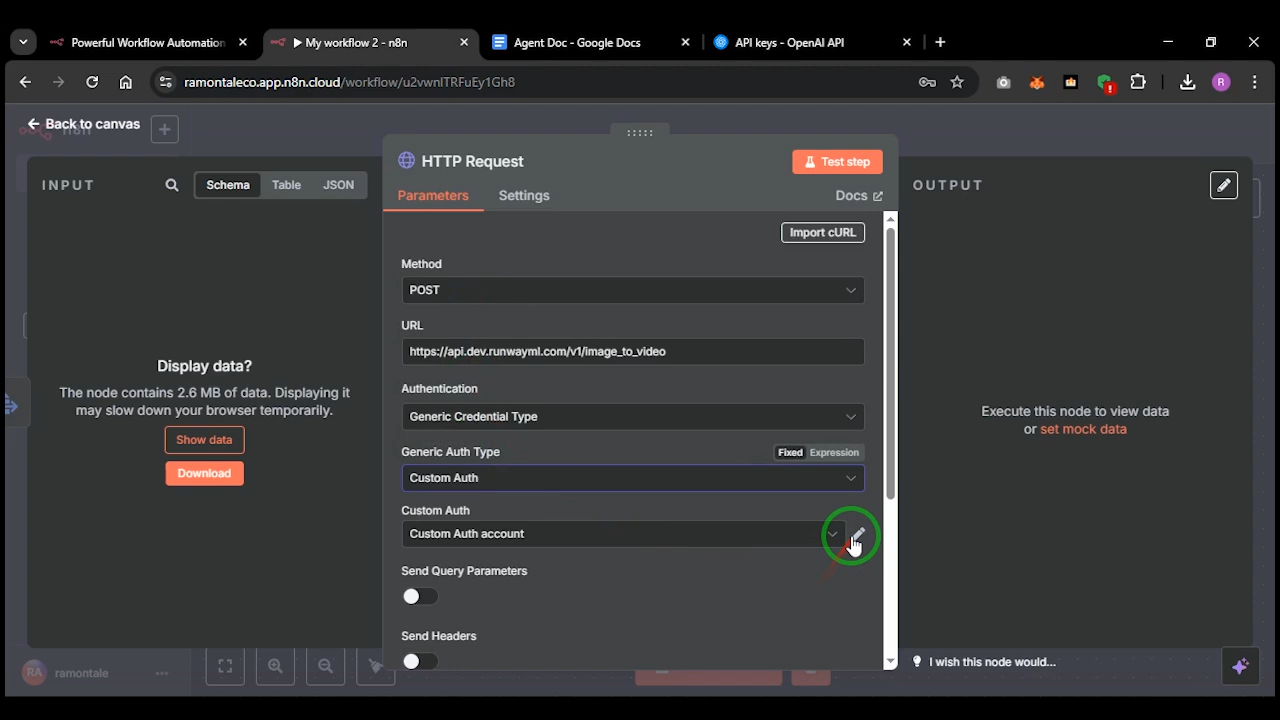 Powerful Workflow Automation
▶ My workflow 2 - n8n
Agent Doc - Google Docs
API keys - OpenAI API
ramontaleco.app.n8n.cloud/workflow/u2vwnlTRFuEy1Gh8
R
Back to canvas
HTTP Request
Test step
INPUT
Schema
Table
JSON
Parameters
Settings
Docs
OUTPUT
Import cURL
Method
POST
URL
https://api.dev.runwayml.com/v1/image_to_video
Display data?
The node contains 2.6 MB of data. Displaying it
may slow down your browser temporarily.
Show data
Download
Authentication
Generic Credential Type
Generic Auth Type
Fixed
Expression
Custom Auth
Custom Auth
Custom Auth account
Send Query Parameters
Send Headers
Execute this node to view data
or set mock data
I wish this node would...
RA
ramontale